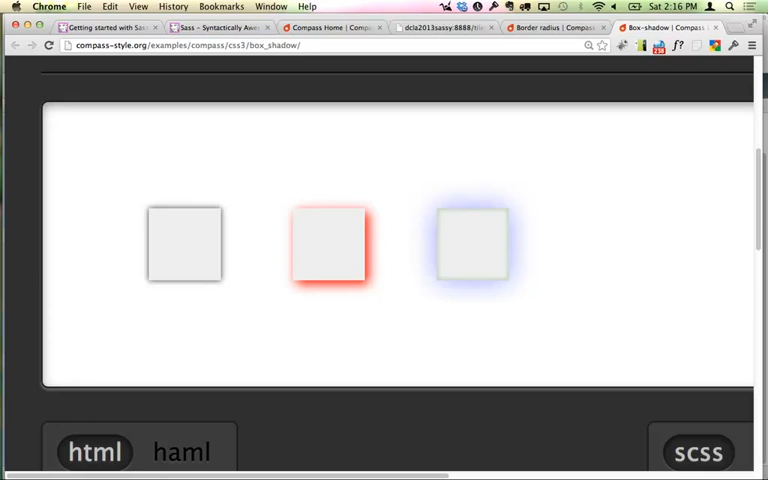 Chrome File Edit View History Bookmarks Window Help Sat 2:16 PM
Getting started with Sas Sass - Syntactically Awe Compass Home | Comp dcla2013sassy:8888/tile Border radius | Compass Box-shadow | Compass
compass-style.org/examples/compass/css3/box_shadow/
f?
html haml scss